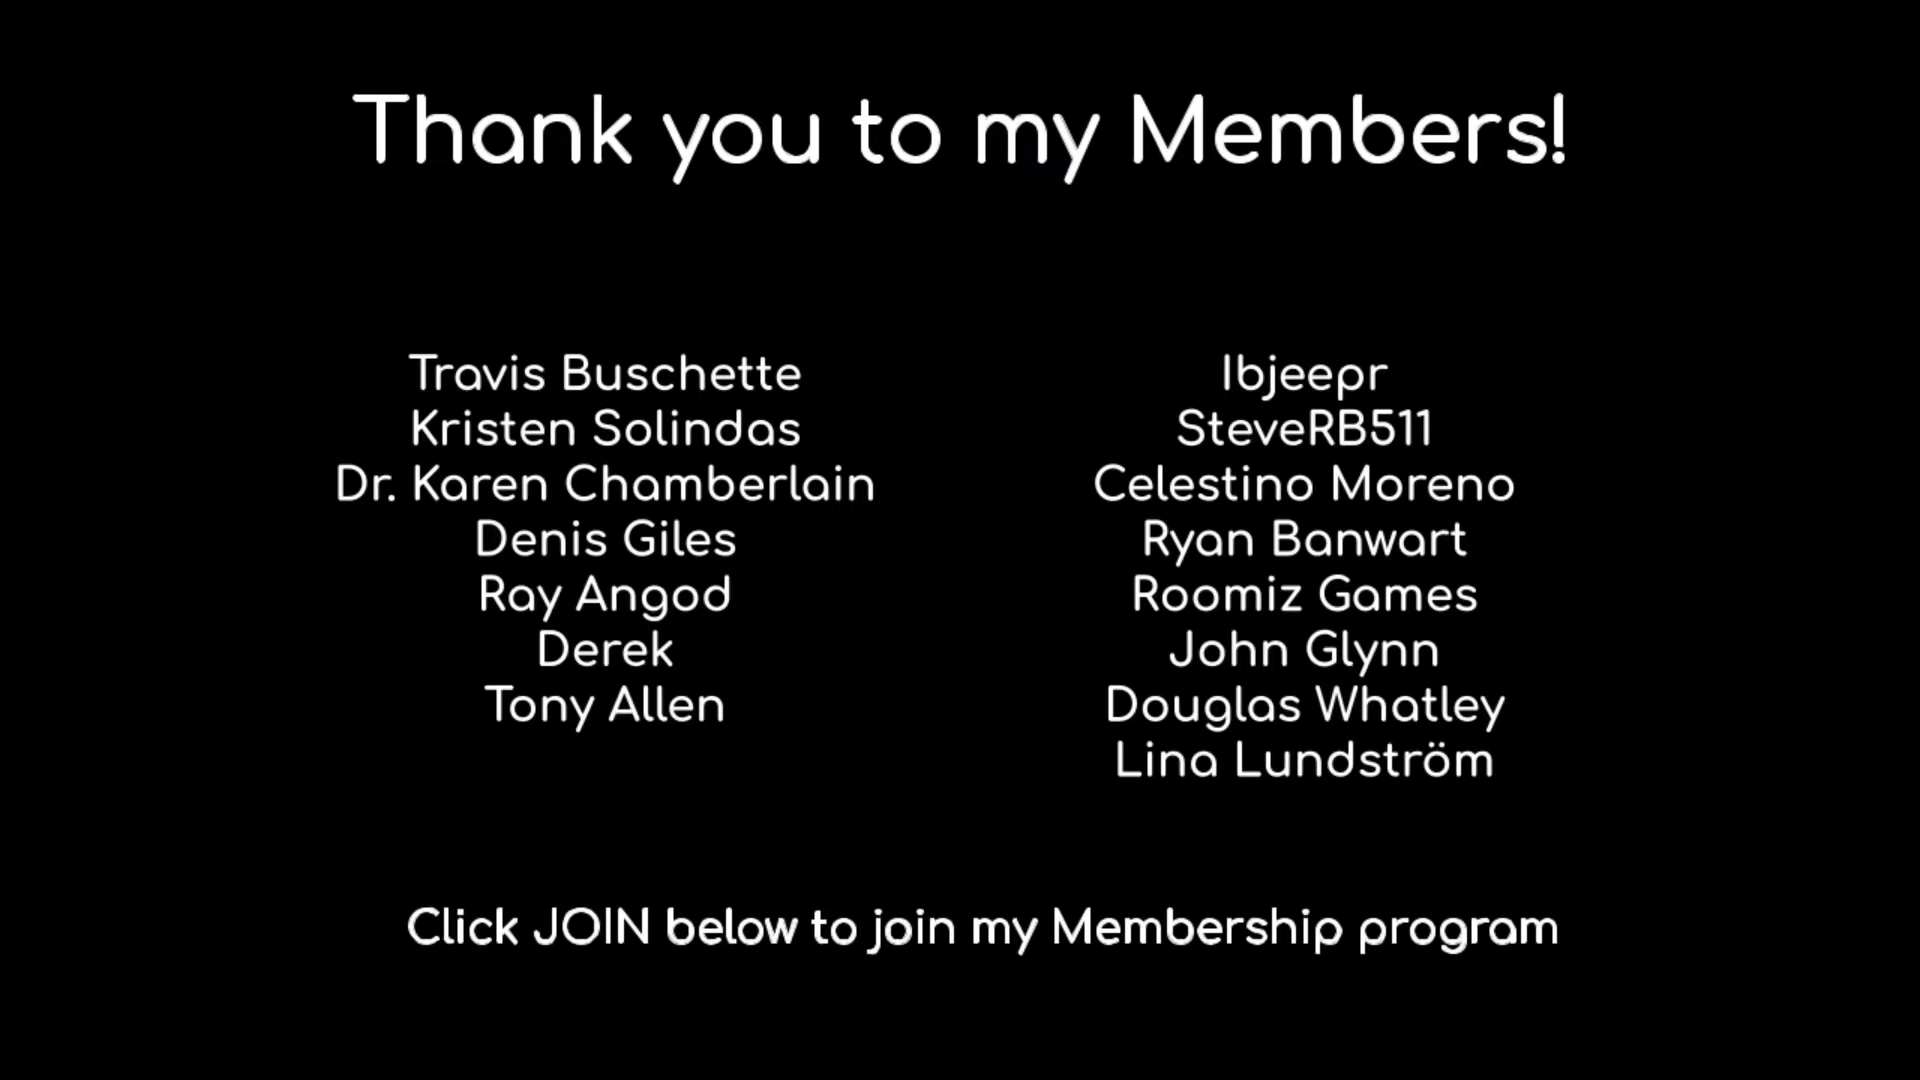 Thank you to my Members!
Travis Buschette
Kristen Solindas
Dr. Karen Chamberlain
Denis Giles
Ray Angod
Derek
Tony Allen
Ibjeepr
SteveRB511
Celestino Moreno
Ryan Banwart
Roomiz Games
John Glynn
Douglas Whatley
Lina Lundström
Click JOIN below to join my Membership program